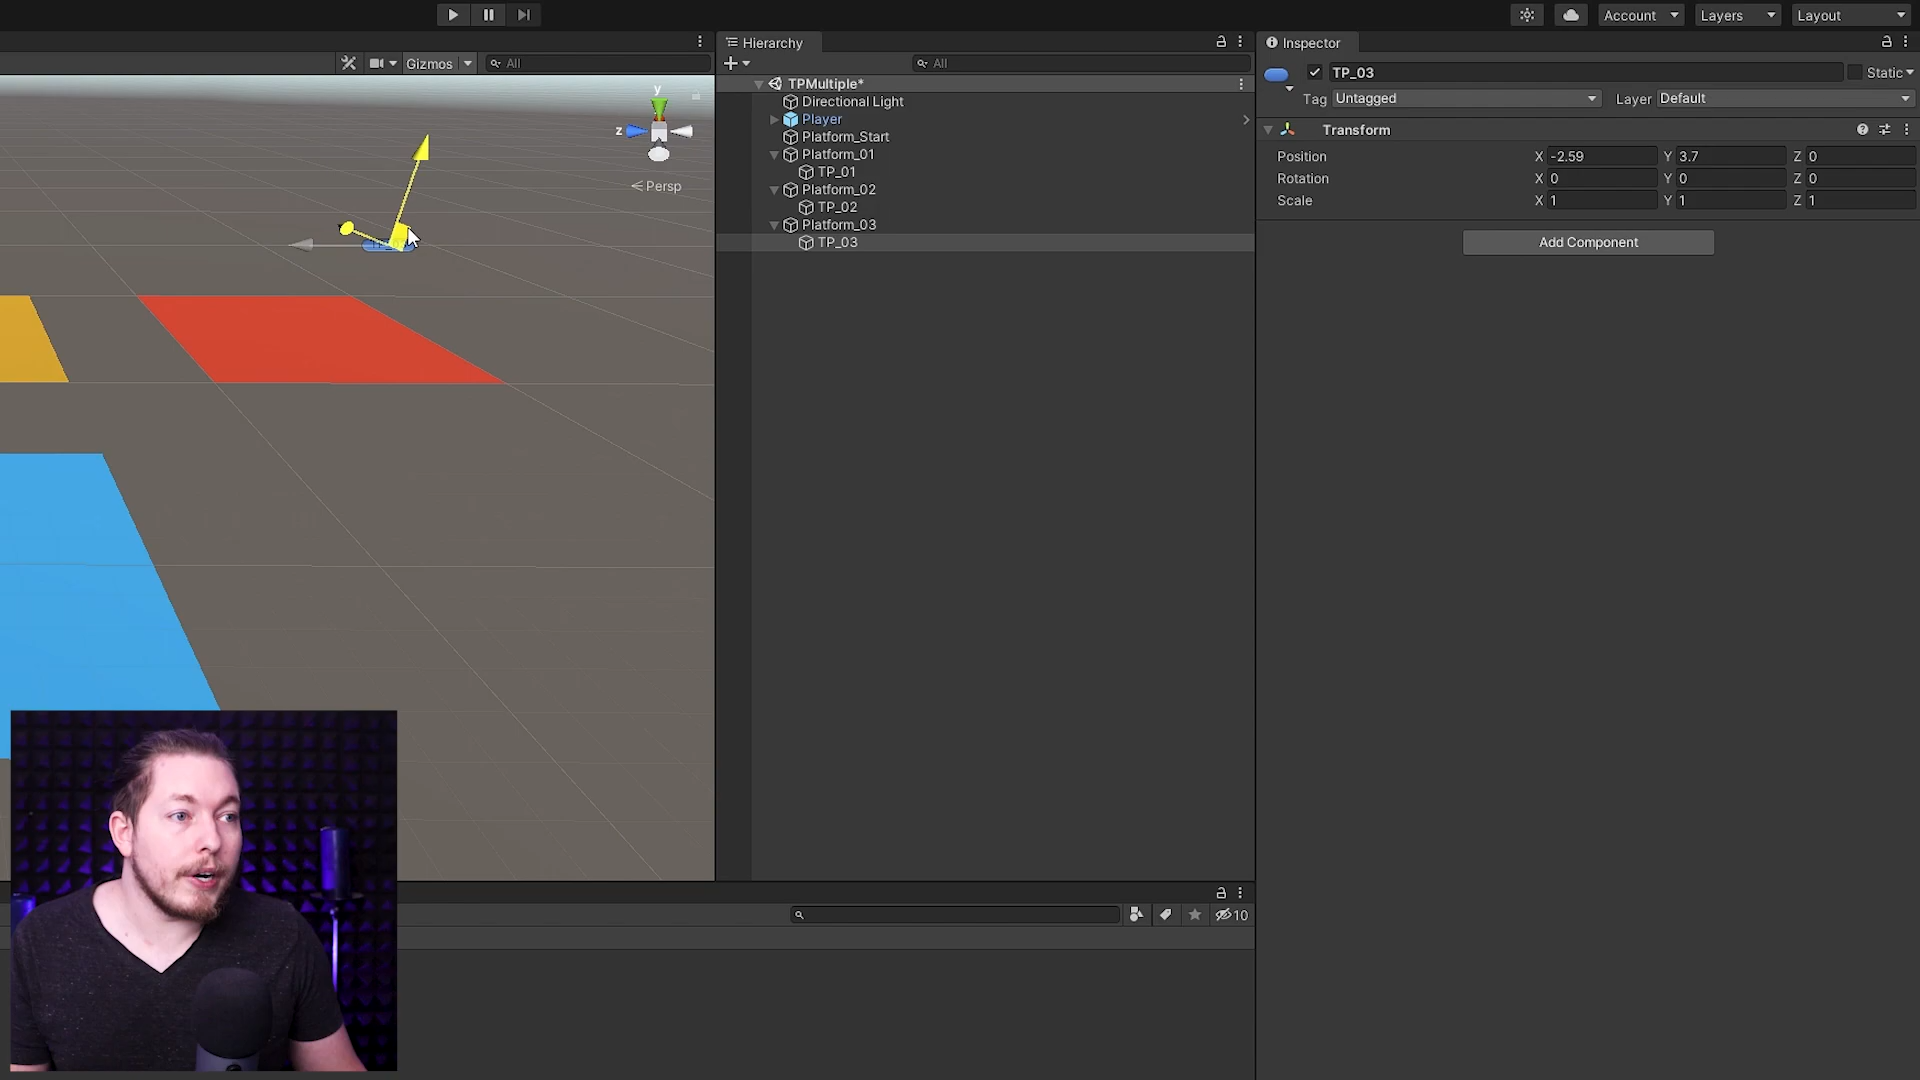 Account
Layers
Layout
Gizmos
All
y
z
Persp
Hierarchy
All
TPMultiple*
Directional Light
Player
Platform_Start
Platform_01
TP_01
Platform_02
TP_02
Platform_03
TP_03
10
Inspector
TP_03
Static
Tag Untagged
Layer Default
Transform
Position X -2.59 Y 3.7 Z 0
Rotation X 0 Y 0 Z 0
Scale X 1 Y 1 Z 1
Add Component